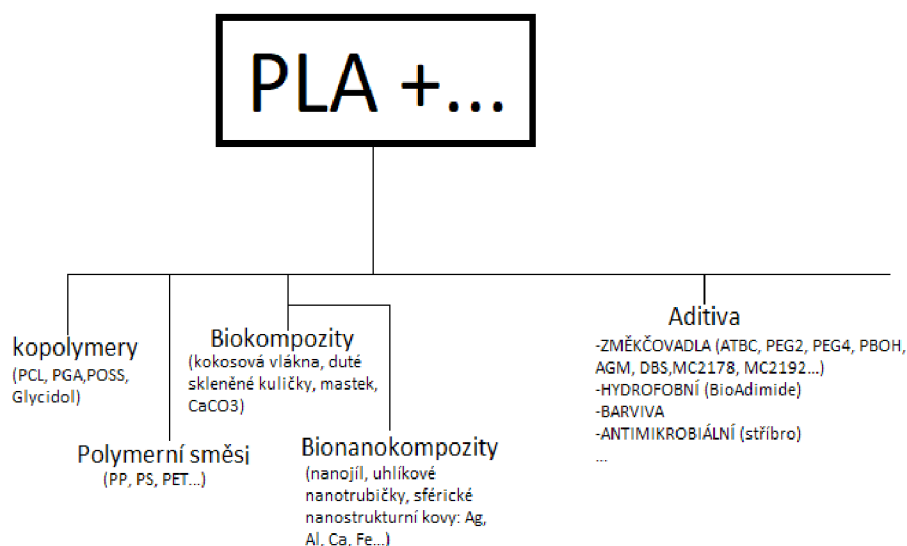 PLA +...
kopolymery
(PCL, PGA,POSS,
Glycidol)
Polymerní směsi
(PP, PS, PET...)
Biokompozity
(kokosová vlákna, duté
skleněné kuličky, mastek,
CaCO3)
Bionanokompozity
(nanojíl, uhlíkové
nanotrubičky, sférické
nanostrukturní kovy: Ag,
Al, Ca, Fe...)
Aditiva
-ZMĚKČOVADLA (ATBC, PEG2, PEG4, PBOH,
AGM, DBS,MC2178, MC2192...)
-HYDROFOBNÍ (BioAdimide)
-BARVIVA
-ANTIMIKROBIÁLNÍ (stříbro)
...